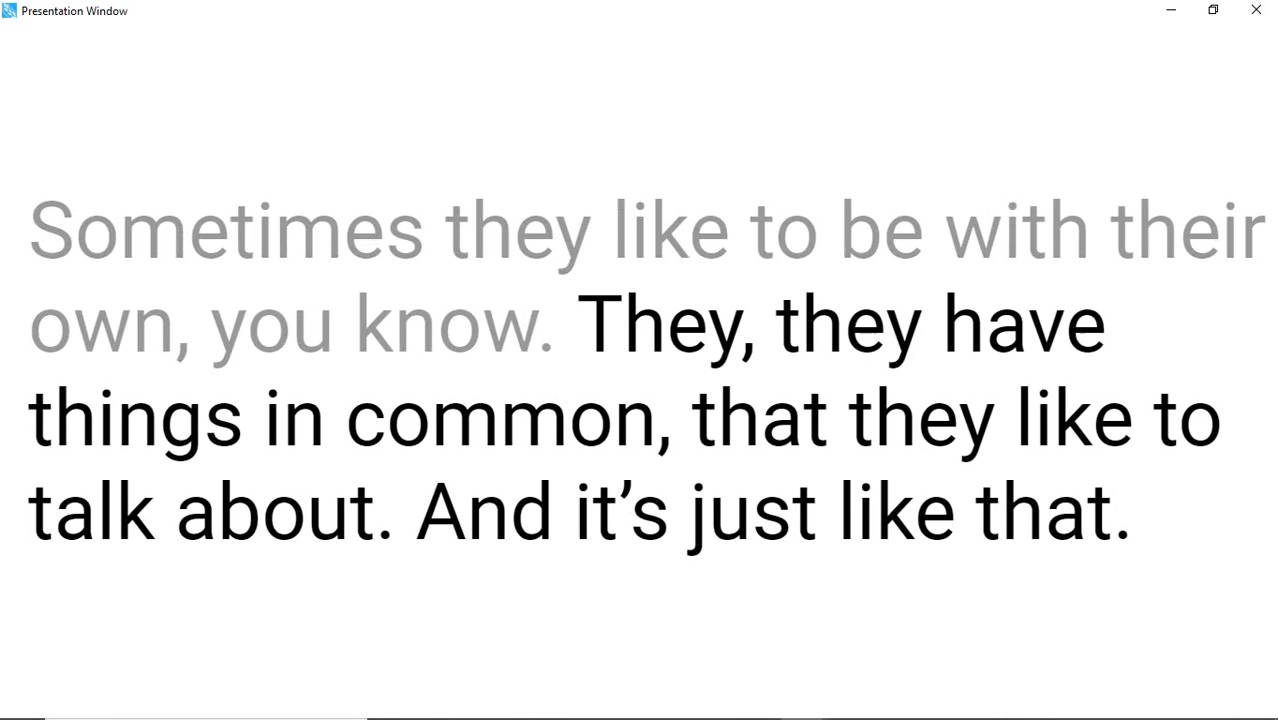 Presentation Window
Sometimes they like to be with their
own, you know. They, they have
things in common, that they like to
talk about. And it’s just like that.